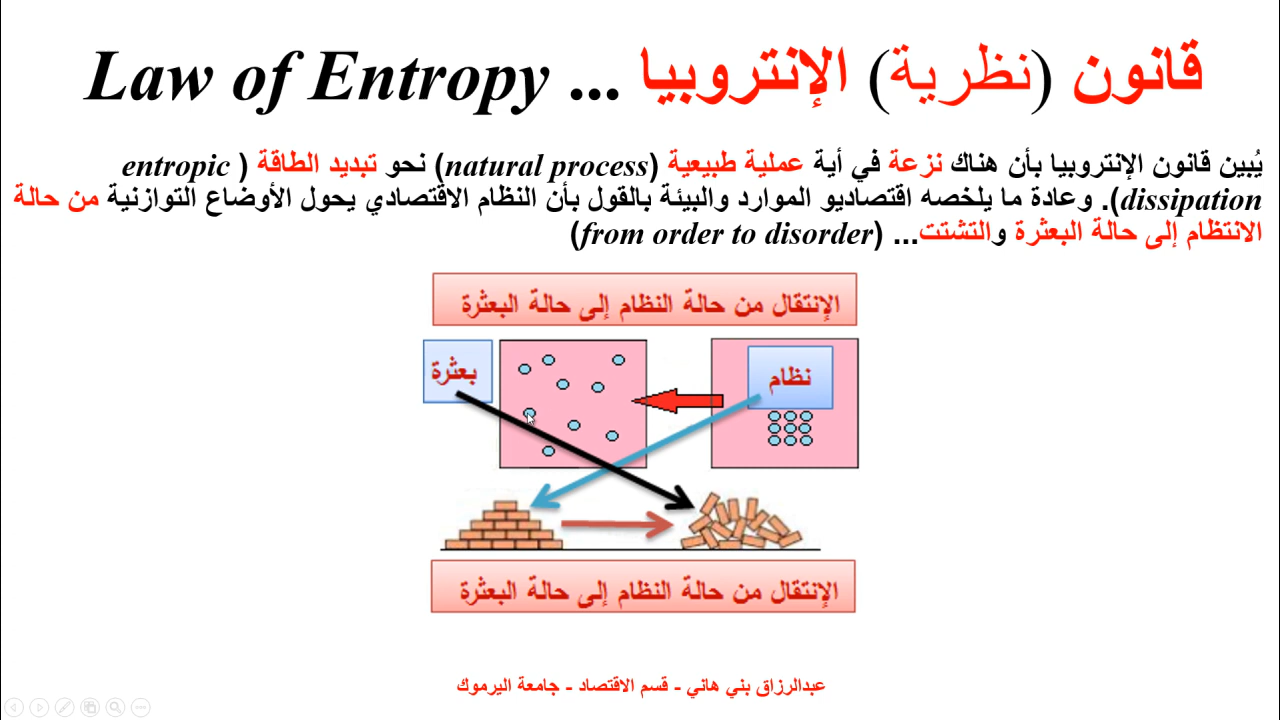 قانون (نظرية) الإنتروبيا ... Law of Entropy
يُبين قانون الإنتروبيا بأن هناك نزعة في أية عملية طبيعية (natural process) نحو تبديد الطاقة ( entropic
dissipation). وعادة ما يلخصه اقتصاديو الموارد والبيئة بالقول بأن النظام الاقتصادي يحول الأوضاع التوازنية من حالة
الانتظام إلى حالة البعثرة والتشتت... (from order to disorder)
الإنتقال من حالة النظام إلى حالة البعثرة
نظام
بعثرة
الإنتقال من حالة النظام إلى حالة البعثرة
عبدالرزاق بني هاني - قسم الاقتصاد - جامعة اليرموك